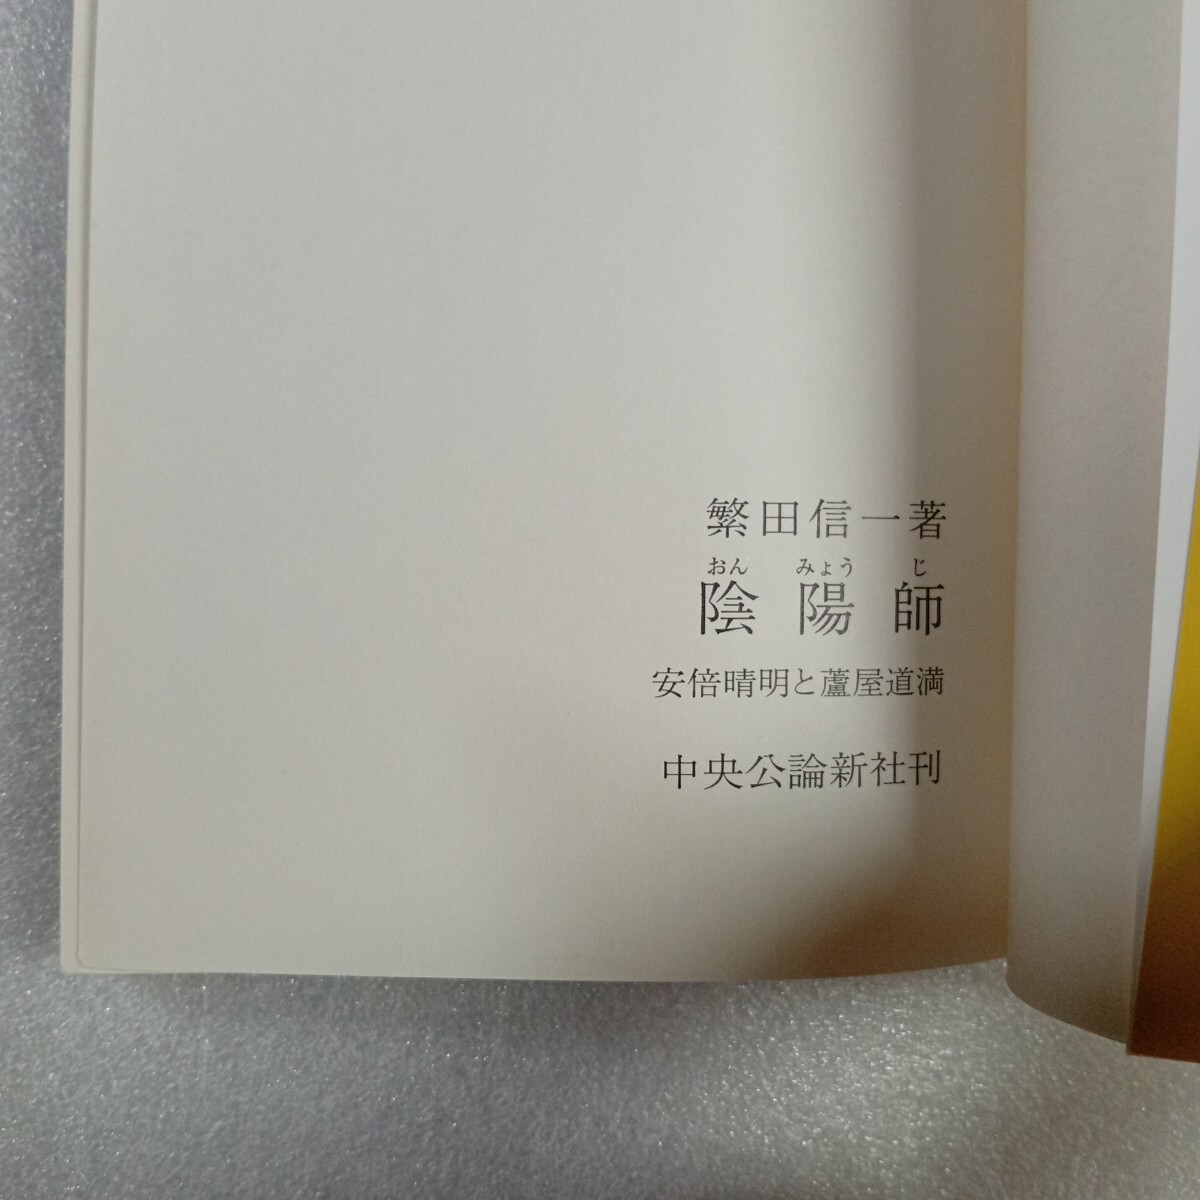 繁田信一著
おんみょうじ
陰陽師
安倍晴明と蘆屋道満
中央公論新社刊